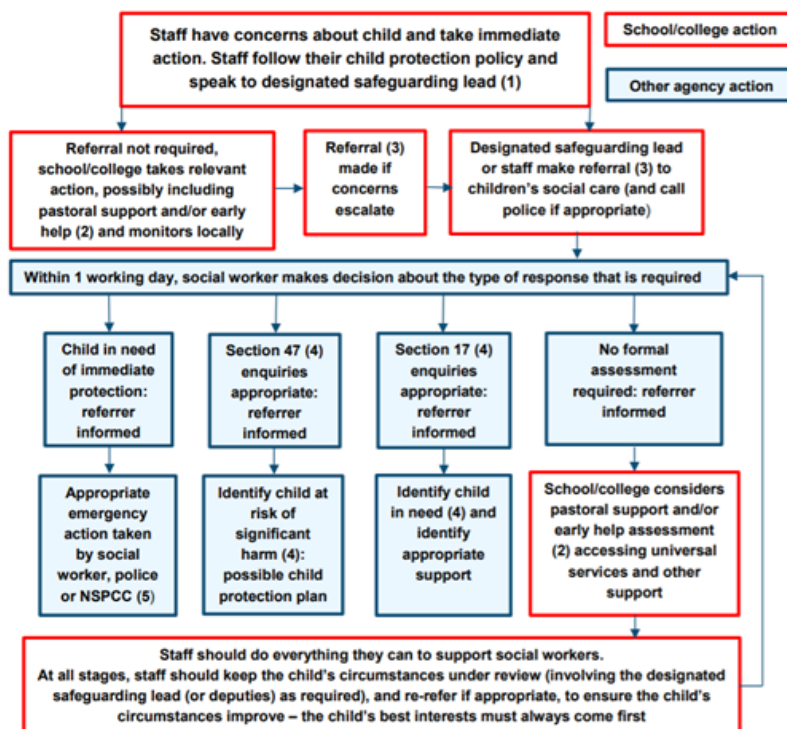 Staff have concerns about child and take immediate
action. Staff follow their child protection policy and
speak to designated safeguarding lead (1)
School/college action
Other agency action
Referral not required,
school/college takes relevant
action, possibly including
pastoral support and/or early
help (2) and monitors locally
Referral (3)
made if
concerns
escalate
Designated safeguarding lead
or staff make referral (3) to
children's social care (and call
police if appropriate)
Within 1 working day, social worker makes decision about the type of response that is required
Child in need
of immediate
protection:
referrer
informed
Section 47 (4)
enquiries
appropriate:
referrer
informed
Section 17 (4)
enquiries
appropriate:
referrer
informed
No formal
assessment
required: referrer
informed
Appropriate
emergency
action taken
by social
worker, police
or NSPCC (5)
Identify child at
risk of
significant
harm (4):
possible child
protection plan
Identify child
in need (4) and
identify
appropriate
support
School/college considers
pastoral support and/or
early help assessment
(2) accessing universal
services and other
support
Staff should do everything they can to support social workers.
At all stages, staff should keep the child's circumstances under review (involving the designated
safeguarding lead (or deputies) as required), and re-refer if appropriate, to ensure the child's
circumstances improve – the child's best interests must always come first